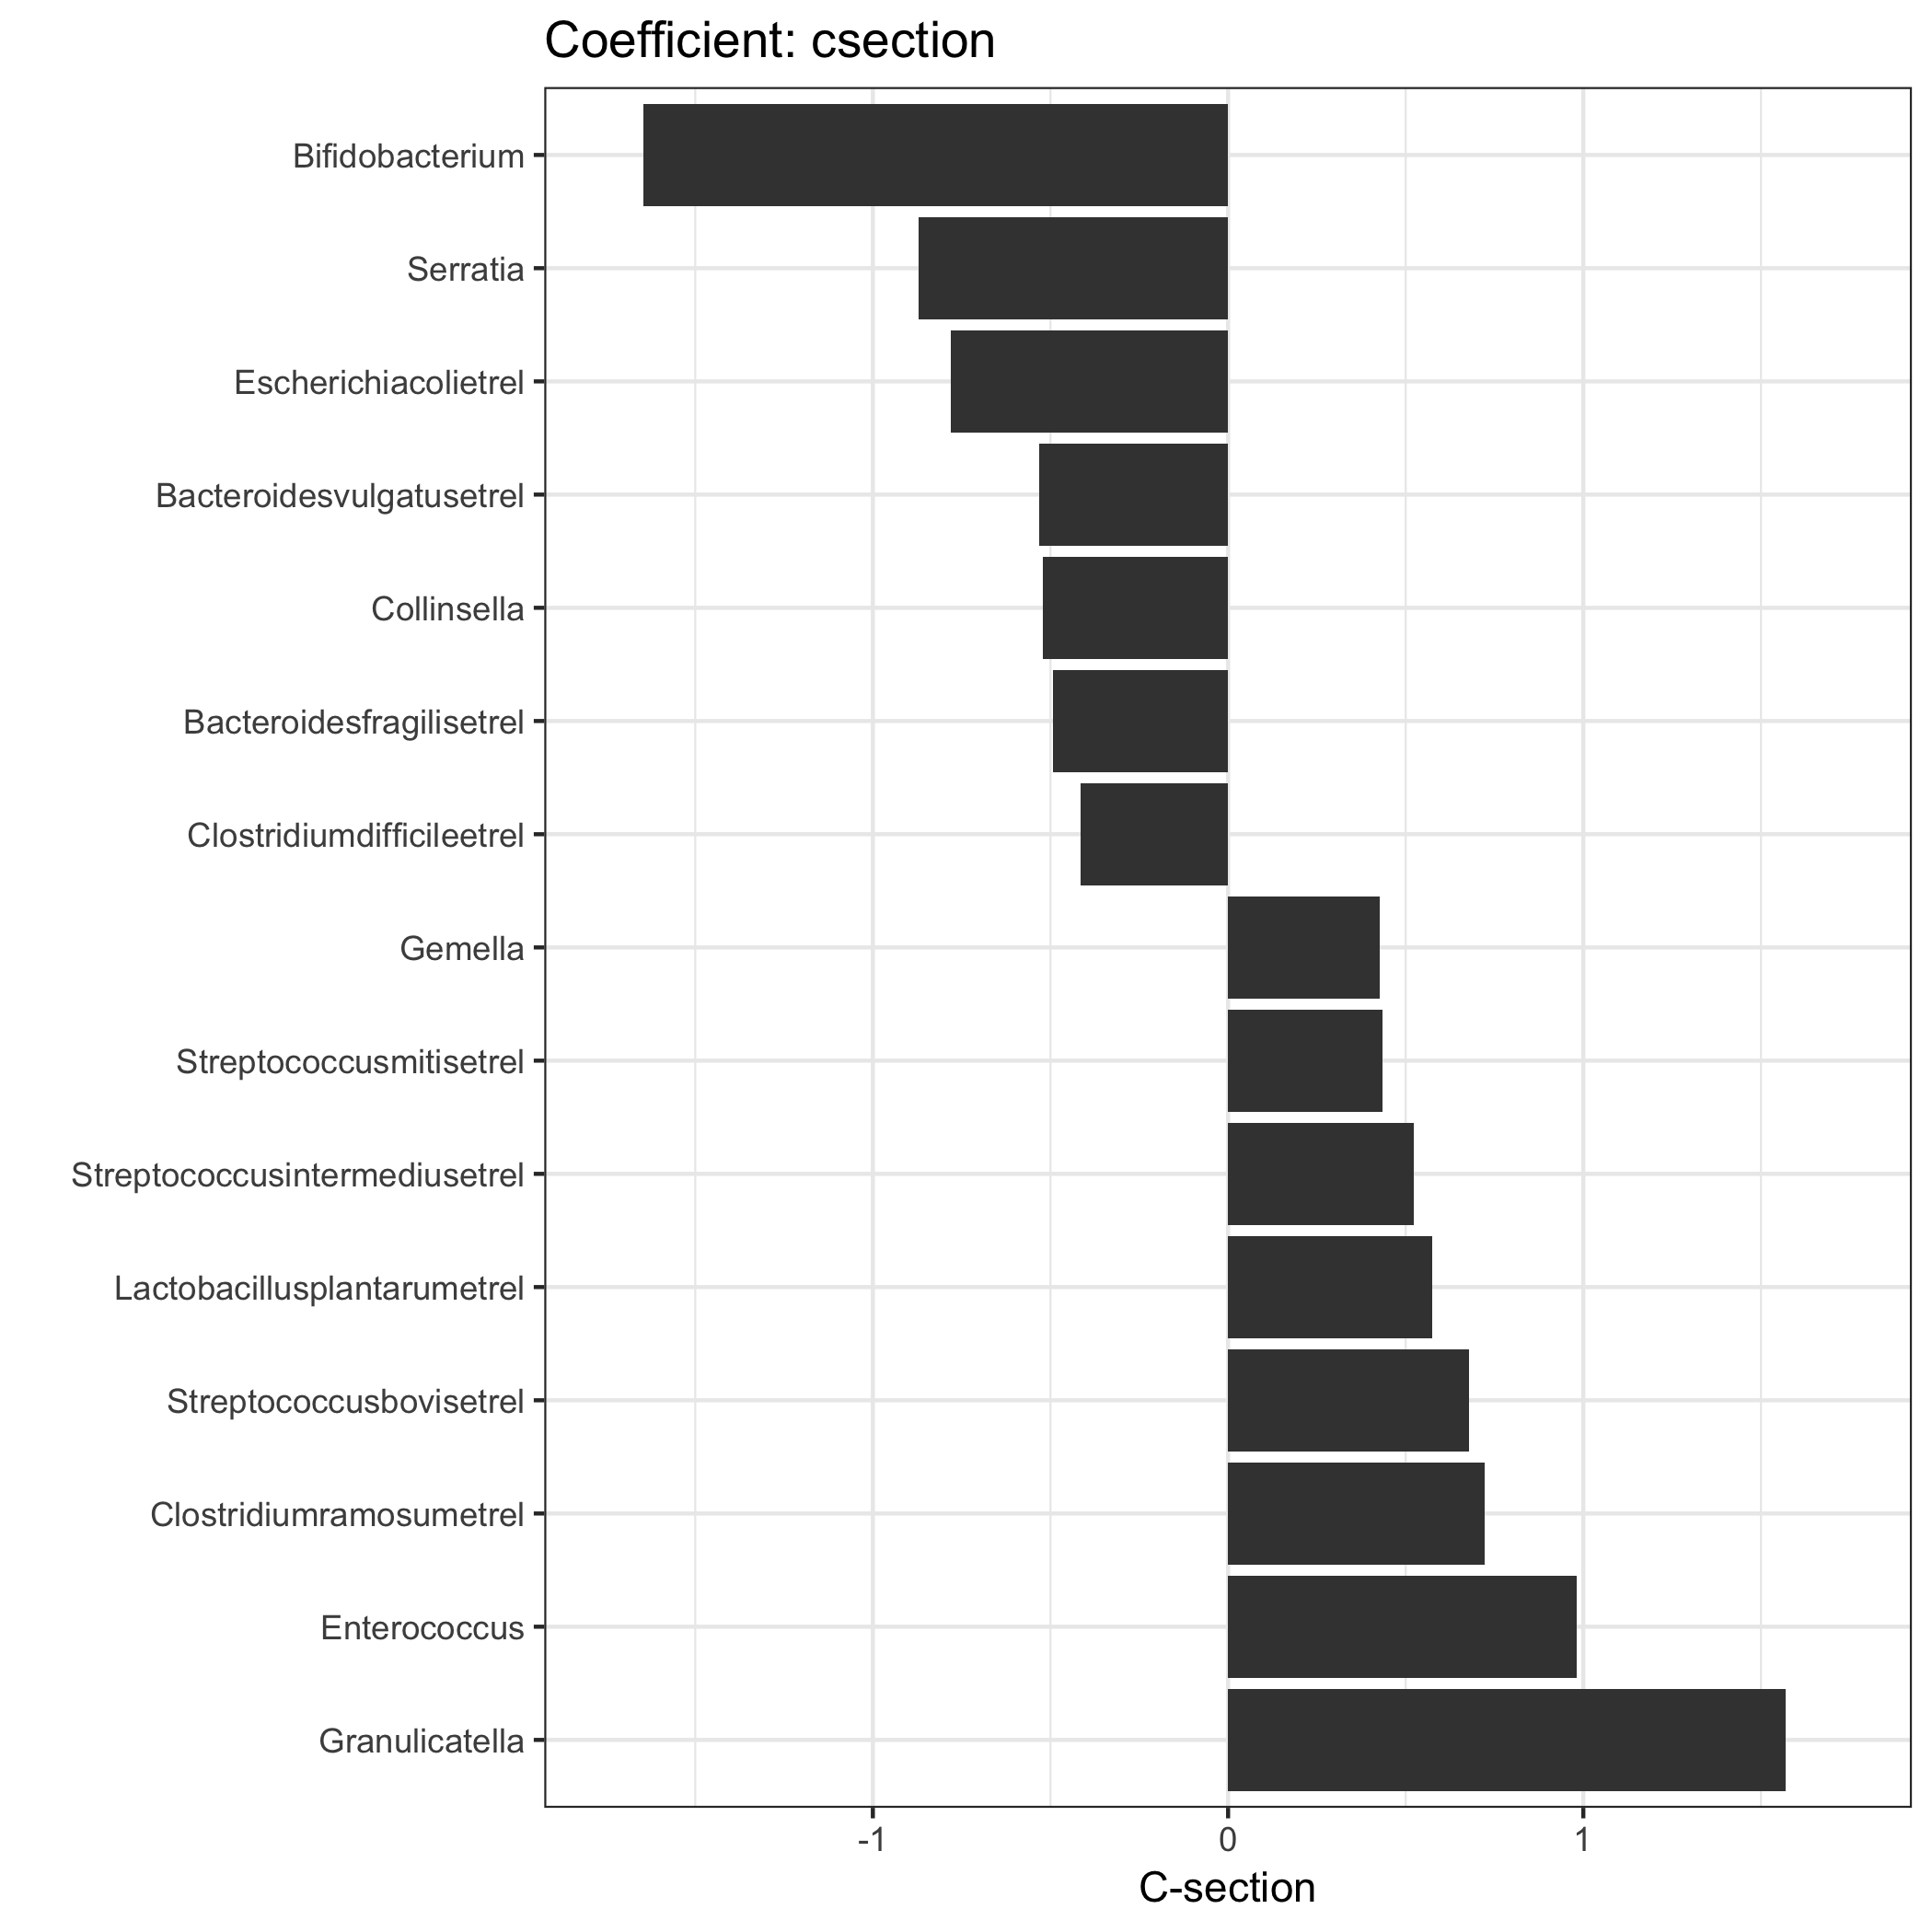 Coefficient: csection
Bifidobacterium
Serratia
Escherichiacolietrel
Bacteroidesvulgatusetrel
Collinsella
Bacteroidesfragilisetrel
Clostridiumdifficileetrel
Gemella
Streptococcusmitisetrel
Streptococcusintermediusetrel
Lactobacillusplantarumetrel
Streptococcusbovisetrel
Clostridiumramosumetrel
Enterococcus
Granulicatella
-1 0 1
C-section